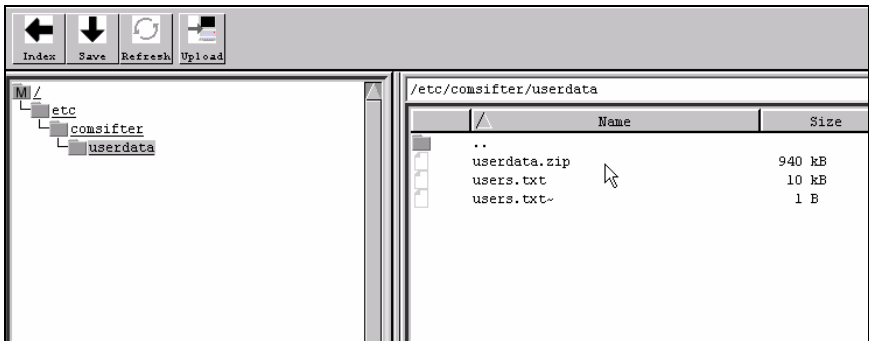 Index Save Refresh Upload
M /
etc
comsifter
userdata
/etc/comsifter/userdata
Name Size
..
userdata.zip 940 kB
users.txt 10 kB
users.txt~ 1 B